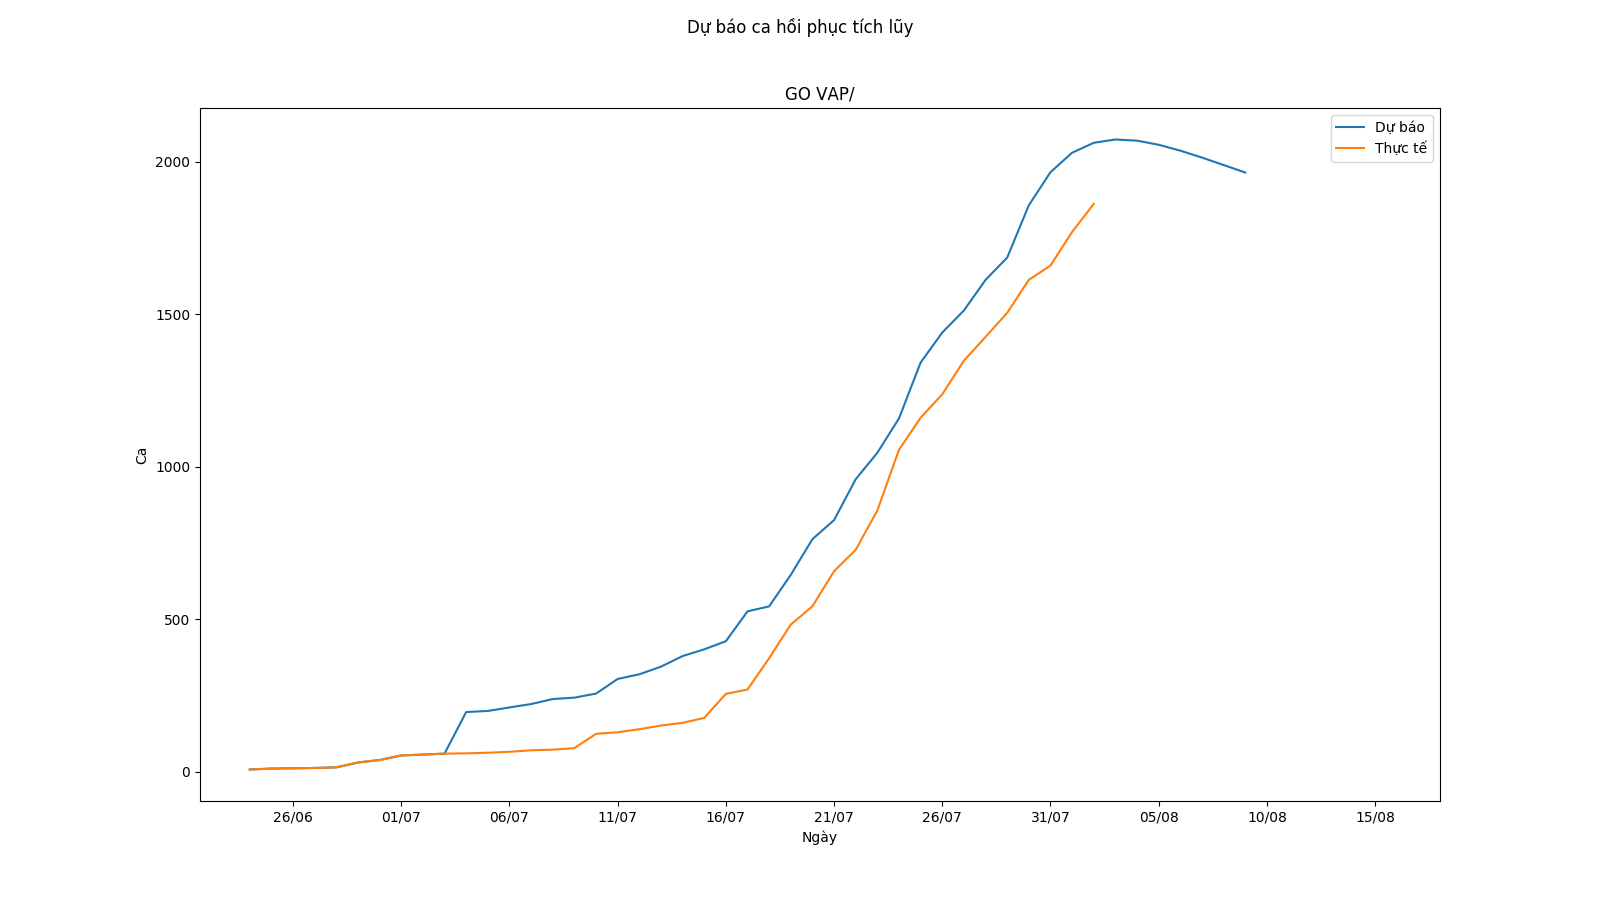 Dự báo ca hồi phục tích lũy
GO VAP/
Dự báo
Thực tế
2000
1500
1000
500
0
Ca
26/06
01/07
06/07
11/07
16/07
21/07
26/07
31/07
05/08
10/08
15/08
Ngày